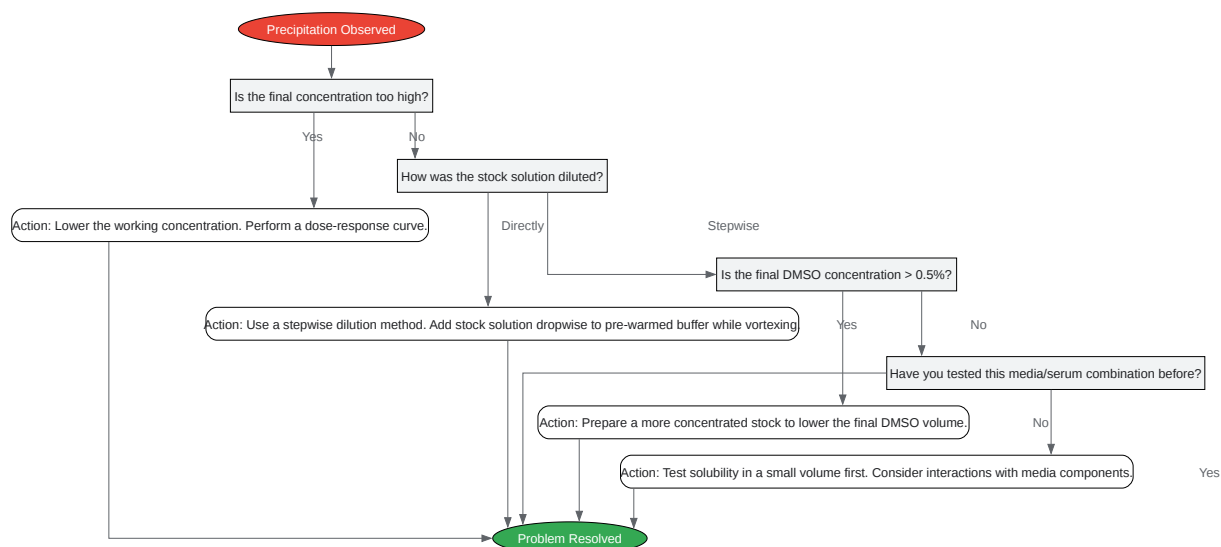 Precipitation Observed
Is the final concentration too high?
Yes
No
How was the stock solution diluted?
Action: Lower the working concentration. Perform a dose-response curve.
Directly
Stepwise
Is the final DMSO concentration > 0.5%?
Action: Use a stepwise dilution method. Add stock solution dropwise to pre-warmed buffer while vortexing.
Yes
No
Have you tested this media/serum combination before?
Action: Prepare a more concentrated stock to lower the final DMSO volume.
No
Action: Test solubility in a small volume first. Consider interactions with media components.
Yes
Problem Resolved